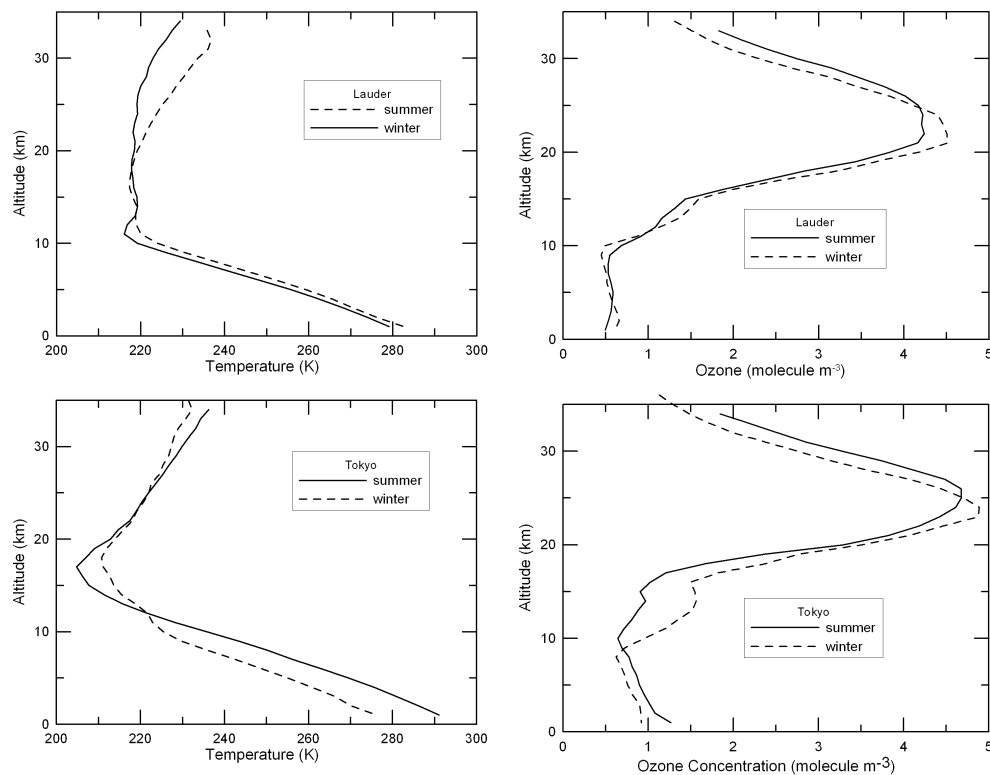 30
20
10
0
Altitude (km)
Lauder
summer
winter
200
220
240
260
280
300
Temperature (K)
30
20
10
0
Altitude (km)
Lauder
summer
winter
0
1
2
3
4
5
Ozone (molecule m-3)
30
20
10
0
Altitude (km)
Tokyo
summer
winter
200
220
240
260
280
300
Temperature (K)
30
20
10
0
Altitude (km)
Tokyo
summer
winter
0
1
2
3
4
5
Ozone Concentration (molecule m-3)